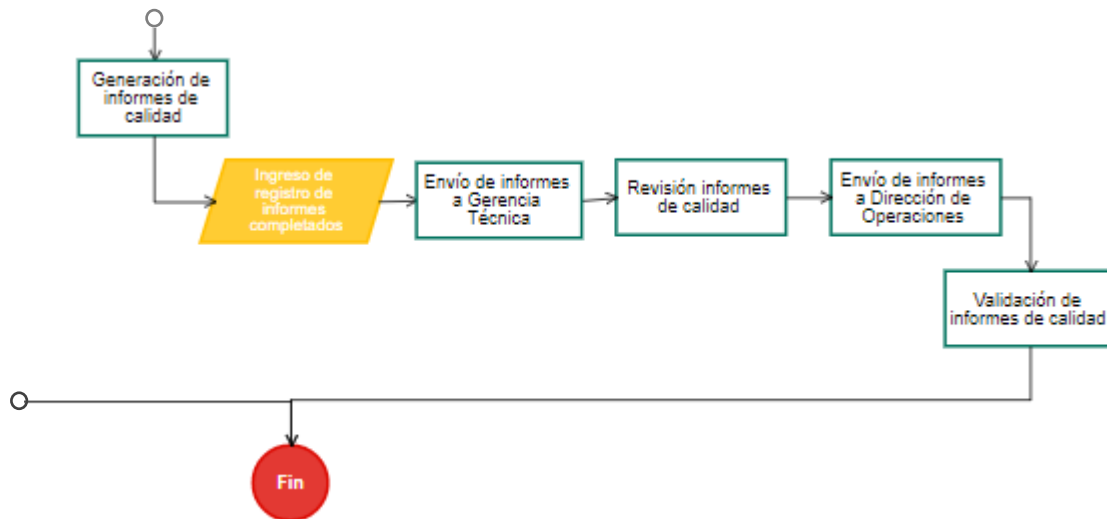 Generación de
informes de
calidad
Ingreso de
registro de
informes
completados
Envío de informes
a Gerencia
Técnica
Revisión informes
de calidad
Envío de informes
a Dirección de
Operaciones
Validación de
informes de calidad
Fin